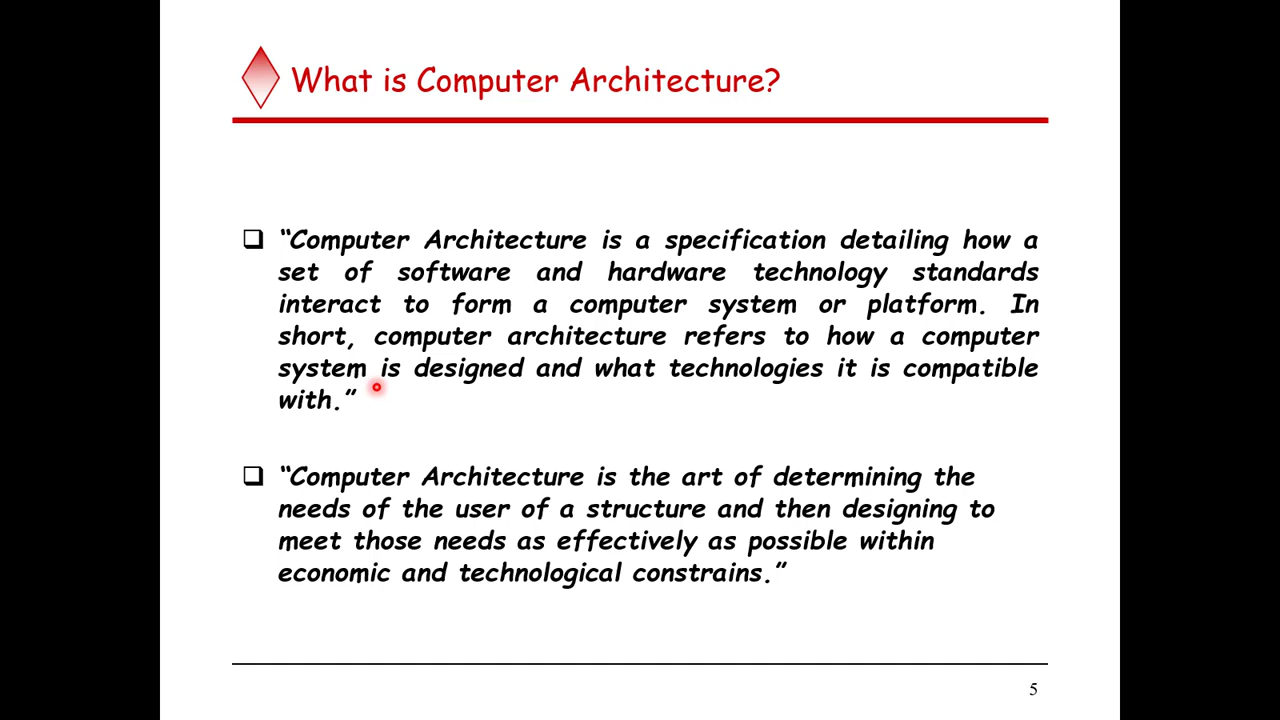 What is Computer Architecture?
“Computer Architecture is a specification detailing how a
set of software and hardware technology standards
interact to form a computer system or platform. In
short, computer architecture refers to how a computer
system is designed and what technologies it is compatible
with.”
“Computer Architecture is the art of determining the
needs of the user of a structure and then designing to
meet those needs as effectively as possible within
economic and technological constrains.”
5